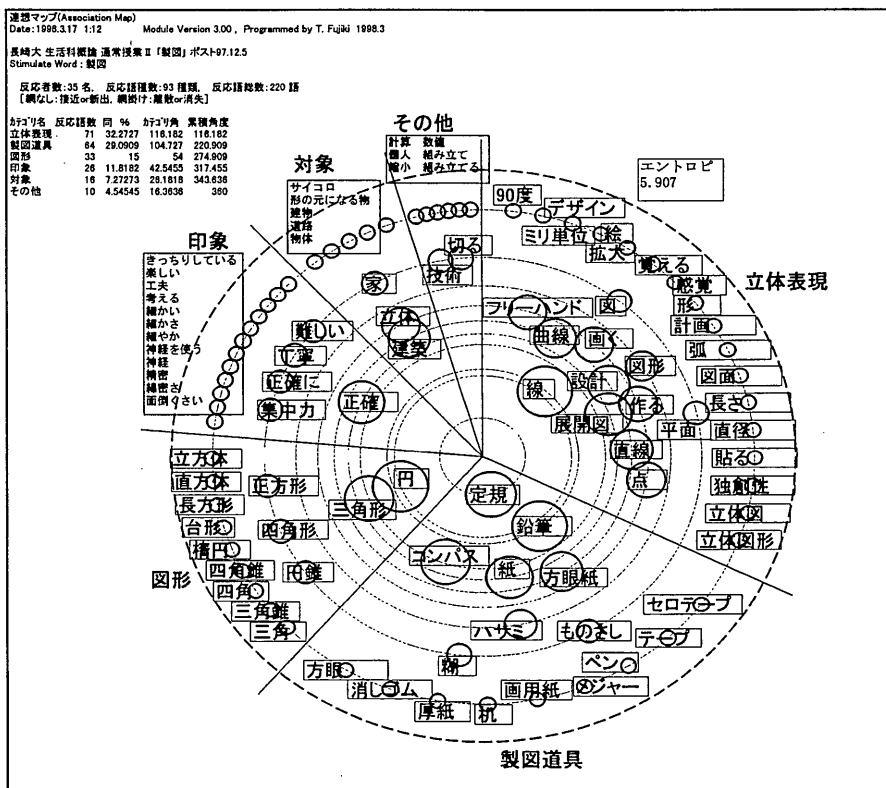 連想マップ(Association Map)
Date:1998.3.17 1:12 Module Version 3.00 , Programmed by T. Fujiki 1998.3
長崎大 生活科概論 通常授業Ⅱ「製図」ポスト97.12.5
Stimulate Word : 製図
反応者数:35 名, 反応語種数:93 種類, 反応語総数:220 語
[網なし:接近or新出, 網掛け:離散or消失]
カテゴリ名 反応語数 同 % カテゴリ角 累積角度
立体表現 71 32.2727 116.182 116.182
製図道具 64 29.0909 104.727 220.909
図形 33 15 54 274.909
印象 26 11.8182 42.5455 317.455
対象 16 7.27273 26.1818 343.636
その他 10 4.54545 16.3636 360
その他
計算 数値
個人 組み立て
縮小 組み立てる
エントロピ
5.907
対象
サイコロ
形の元になる物
建物
道路
物体
印象
きっちりしている
楽しい
工夫
考える
細かい
細かさ
細やか
神経を使う
神経
精密
綿密さ
面倒くさい
立体表現
90度
デザイン
ミリ単位
絵
拡大
覚える
感覚
形
計画
弧
図面
長さ
平面
直径
貼る
独創性
立体図
立体図形
切る
技術
家
立体
建築
難しい
丁寧
正確に
集中力
正確
フリーハンド
図
曲線
画
図形
設計
線
作る
展開図
直線
点
立方体
直方体
正方形
長方形
台形
四角形
楕円
四角錐
円錐
四角
三角錐
三角
円
三角形
図形
定規
鉛筆
コンパス
紙
方眼紙
ハサミ
ものさし
セロテープ
テープ
ペン
メジャー
糊
方眼
消しゴム
厚紙
机
画用紙
製図道具